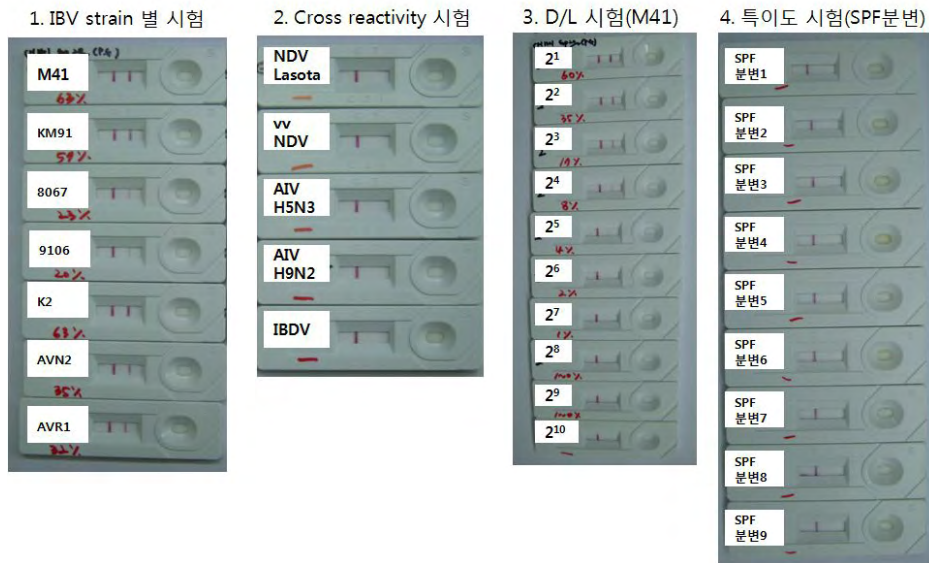 1. IBV strain 별 시험
M41
63%
KM91
59%
8067
23%
9106
20%
K2
63%
AVN2
AVR1
2. Cross reactivity 시험
NDV
Lasota
—
vv
NDV
—
AIV
H5N3
—
AIV
H9N2
—
IBDV
—
3. D/L 시험(M41)
2¹
60%
2²
35%
2³
19%
2⁴
8%
2⁵
4%
2⁶
2%
2⁷
1%
2⁸
2⁹
2¹⁰
—
4. 특이도 시험(SPF분변)
SPF
분변1
—
SPF
분변2
—
SPF
분변3
—
SPF
분변4
—
SPF
분변5
—
SPF
분변6
—
SPF
분변7
—
SPF
분변8
—
SPF
분변9
—